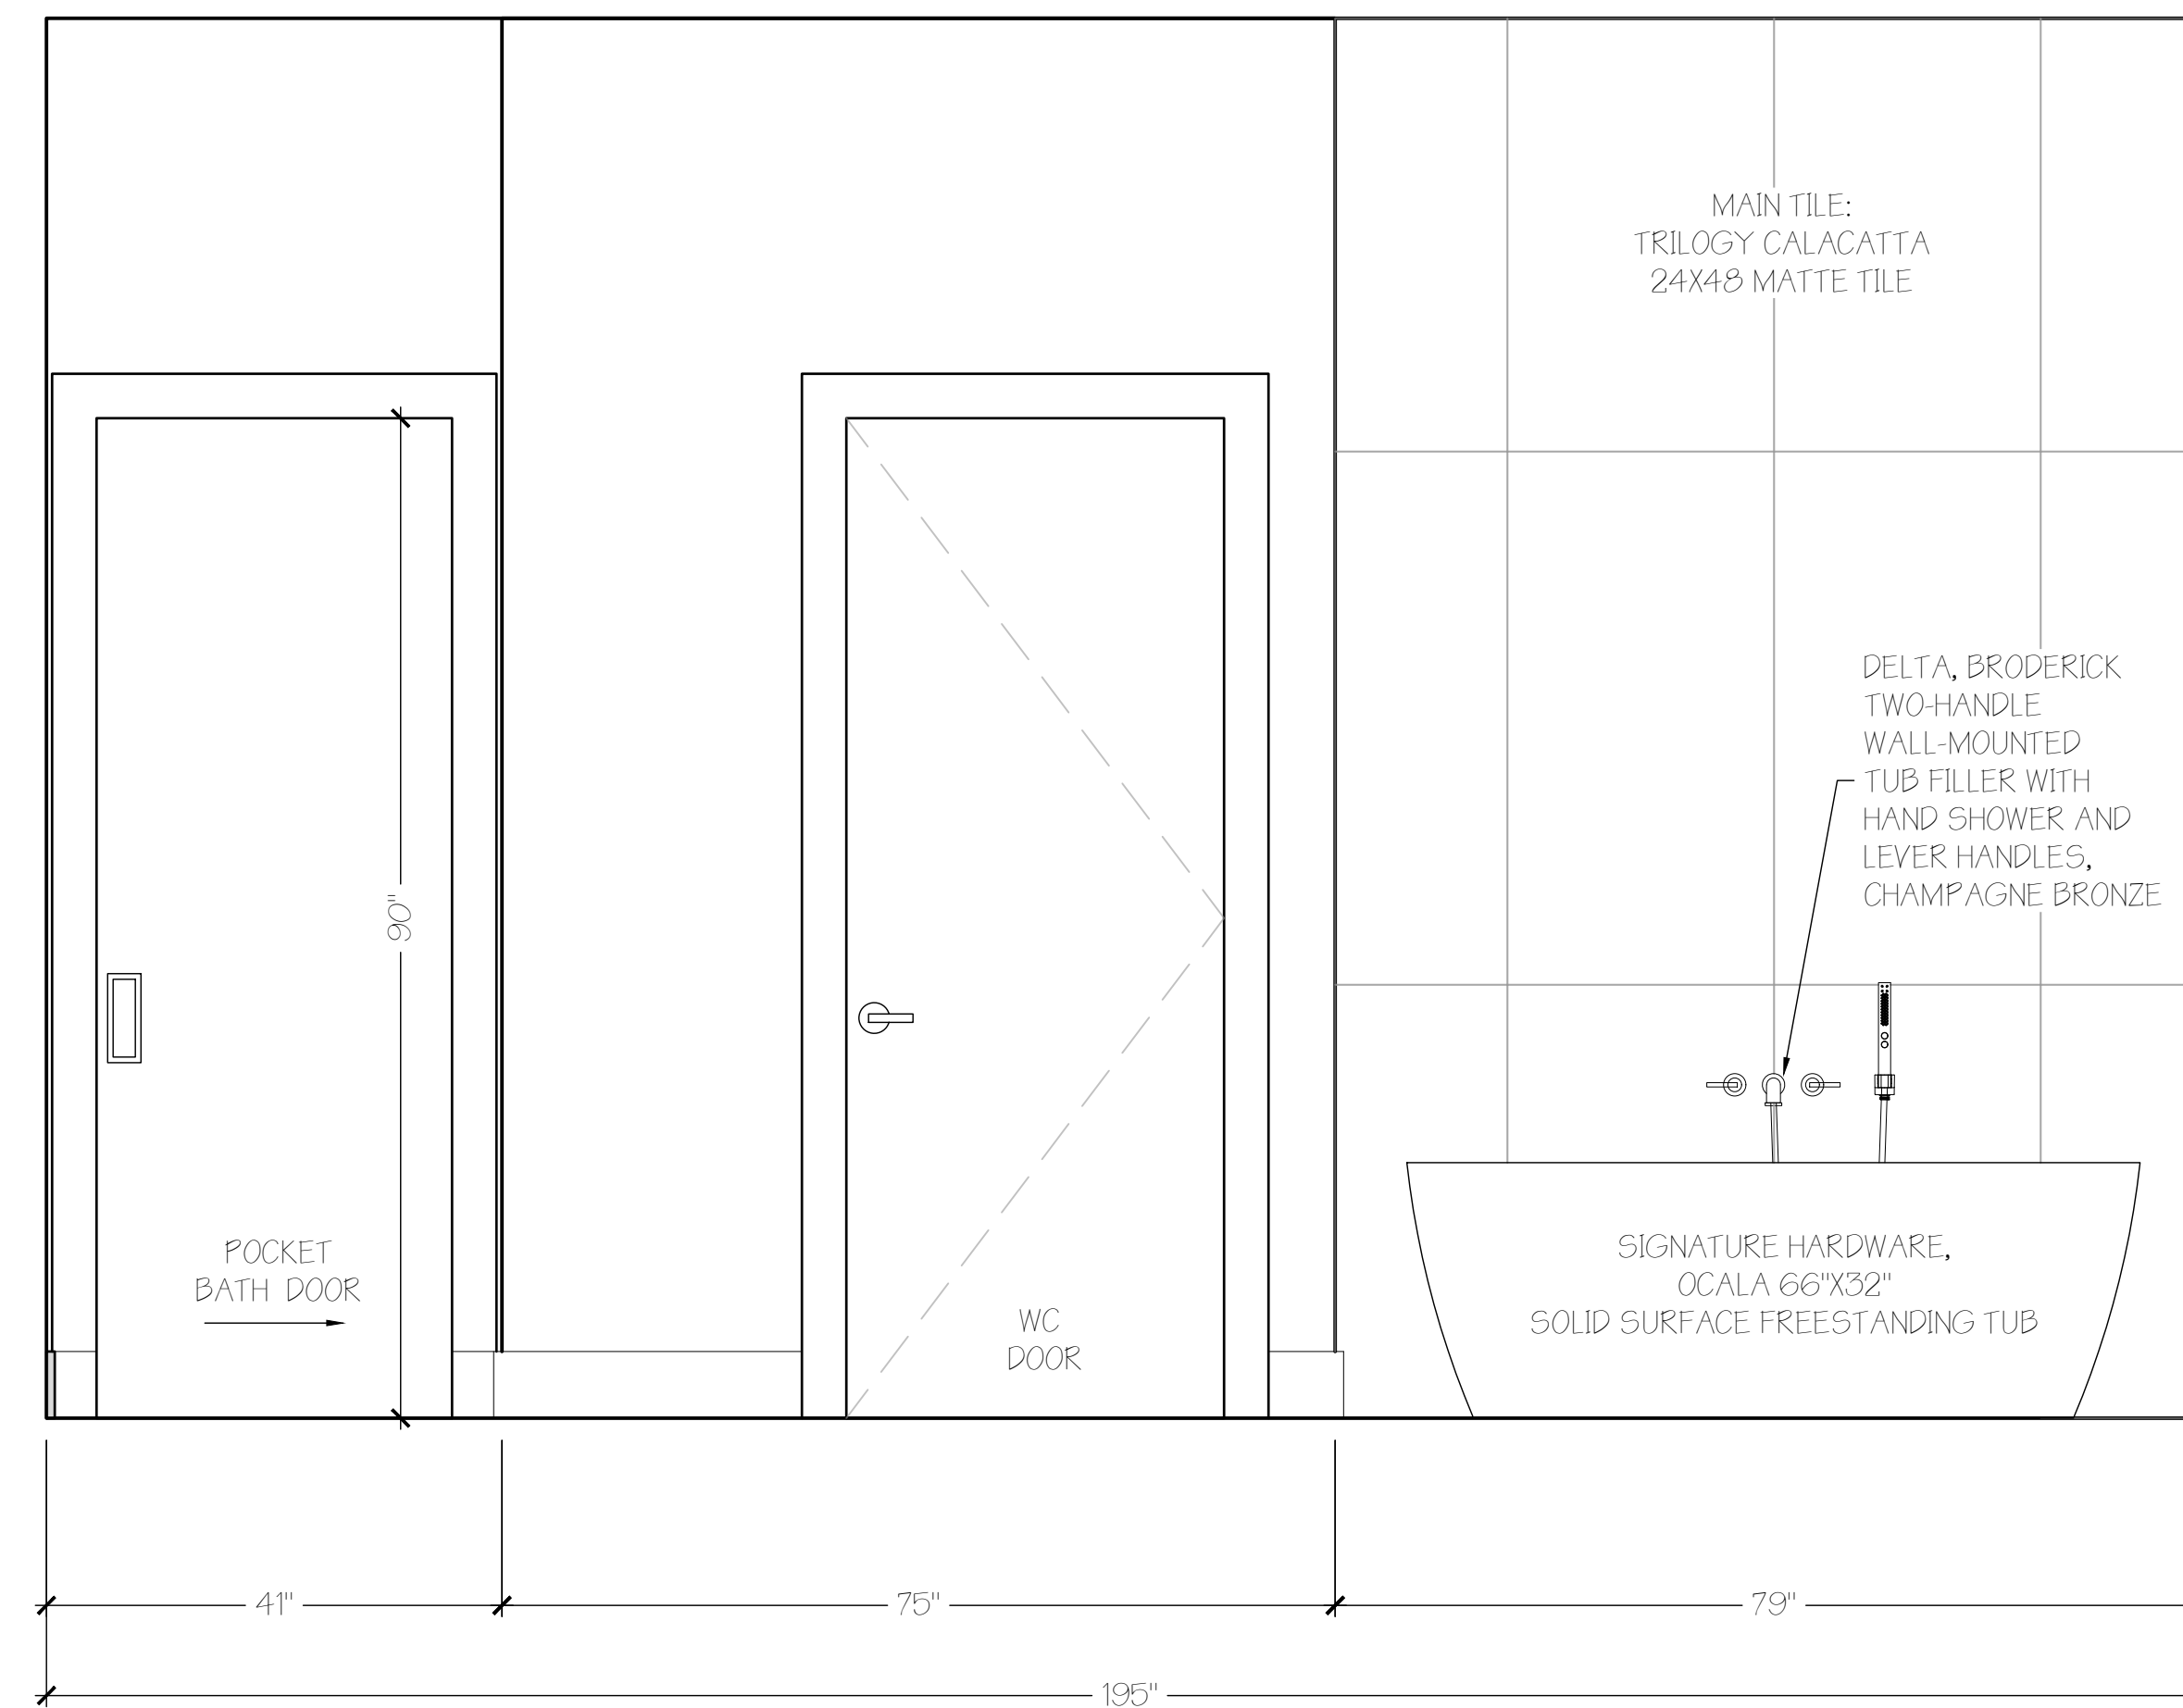 MAIN TILE:
TRILOGY CALACATTA
24X48 MATTE TILE
DELTA, BRODERICK
TWO-HANDLE
WALL-MOUNTED
TUB FILLER WITH
HAND SHOWER AND
LEVER HANDLES,
CHAMPAGNE BRONZE
90"
POCKET
BATH DOOR
WC
DOOR
SIGNATURE HARDWARE,
OCALA 66"X32"
SOLID SURFACE FREESTANDING TUB
41"
75"
79"
195"